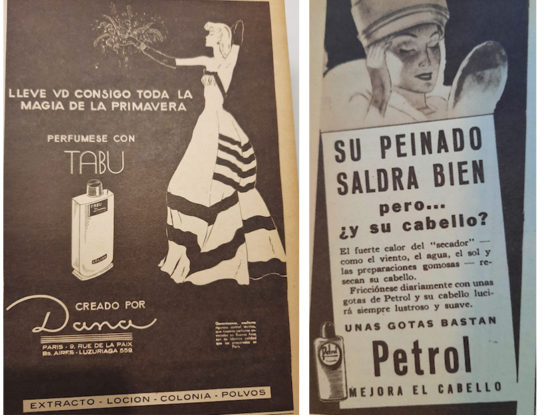 LLEVE VD CONSIGO TODA LA
MAGIA DE LA PRIMAVERA
PERFUMESE CON
TABU
TABU
CREADO POR
Dana
PARIS - 9, RUE DE LA PAIX
Bs. AIRES - LUZURIAGA 559
EXTRACTO - LOCION - COLONIA - POLVOS
SU PEINADO
SALDRA BIEN
pero...
¿y su cabello?
El fuerte calor del "secador" —
como el viento, el agua, el sol y
las preparaciones gomosas — re-
secan su cabello.
Fricciónese diariamente con unas
gotas de Petrol y su cabello luci-
rá siempre lustroso y suave.
UNAS GOTAS BASTAN
Petrol
Petrol
MEJORA EL CABELLO